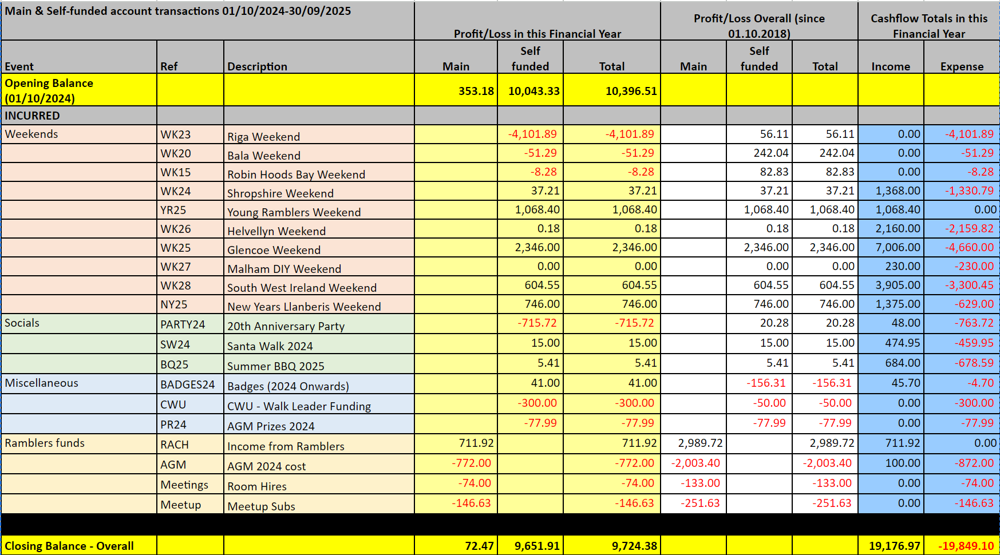 Main & Self-funded account transactions 01/10/2024-30/09/2025
Profit/Loss in this Financial Year
Profit/Loss Overall (since
01.10.2018)
Cashflow Totals in this
Financial Year
Event Ref Description Main Self
funded Total Main Self
funded Total Income Expense
Opening Balance
(01/10/2024) 353.18 10,043.33 10,396.51
INCURRED
Weekends WK23 Riga Weekend -4,101.89 -4,101.89 56.11 56.11 0.00 -4,101.89
WK20 Bala Weekend -51.29 -51.29 242.04 242.04 0.00 -51.29
WK15 Robin Hoods Bay Weekend -8.28 -8.28 82.83 82.83 0.00 -8.28
WK24 Shropshire Weekend 37.21 37.21 37.21 37.21 1,368.00 -1,330.79
YR25 Young Ramblers Weekend 1,068.40 1,068.40 1,068.40 1,068.40 1,068.40 0.00
WK26 Helvellyn Weekend 0.18 0.18 0.18 0.18 2,160.00 -2,159.82
WK25 Glencoe Weekend 2,346.00 2,346.00 2,346.00 2,346.00 7,006.00 -4,660.00
WK27 Malham DIY Weekend 0.00 0.00 0.00 0.00 230.00 -230.00
WK28 South West Ireland Weekend 604.55 604.55 604.55 604.55 3,905.00 -3,300.45
NY25 New Years Llanberis Weekend 746.00 746.00 746.00 746.00 1,375.00 -629.00
Socials PARTY24 20th Anniversary Party -715.72 -715.72 20.28 20.28 48.00 -763.72
SW24 Santa Walk 2024 15.00 15.00 15.00 15.00 474.95 -459.95
BQ25 Summer BBQ 2025 5.41 5.41 5.41 5.41 684.00 -678.59
Miscellaneous BADGES24 Badges (2024 Onwards) 41.00 41.00 -156.31 -156.31 45.70 -4.70
CWU CWU - Walk Leader Funding -300.00 -300.00 -50.00 -50.00 0.00 -300.00
PR24 AGM Prizes 2024 -77.99 -77.99 -77.99 -77.99 0.00 -77.99
Ramblers funds RACH Income from Ramblers 711.92 711.92 2,989.72 2,989.72 711.92 0.00
AGM AGM 2024 cost -772.00 -772.00 -2,003.40 -2,003.40 100.00 -872.00
Meetings Room Hires -74.00 -74.00 -133.00 -133.00 0.00 -74.00
Meetup Meetup Subs -146.63 -146.63 -251.63 -251.63 0.00 -146.63
Closing Balance - Overall 72.47 9,651.91 9,724.38 19,176.97 -19,849.10